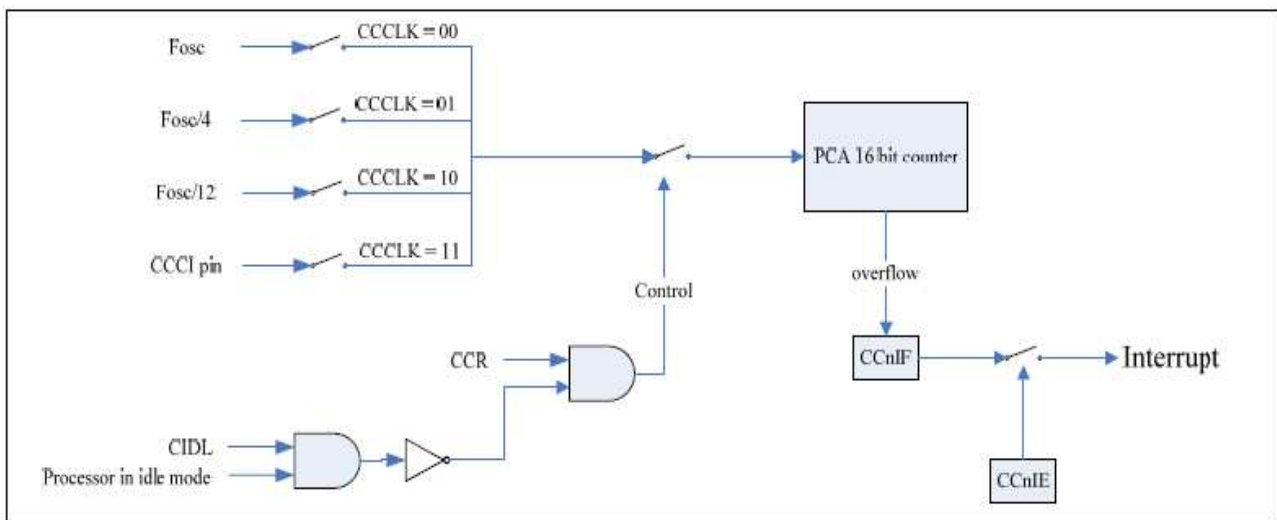 Fosc
CCCLK = 00
Fosc/4
CCCLK = 01
Fosc/12
CCCLK = 10
CCCI pin
CCCLK = 11
PCA 16 bit counter
overflow
Control
CCnIF
Interrupt
CCR
CIDL
Processor in idle mode
CCnIE